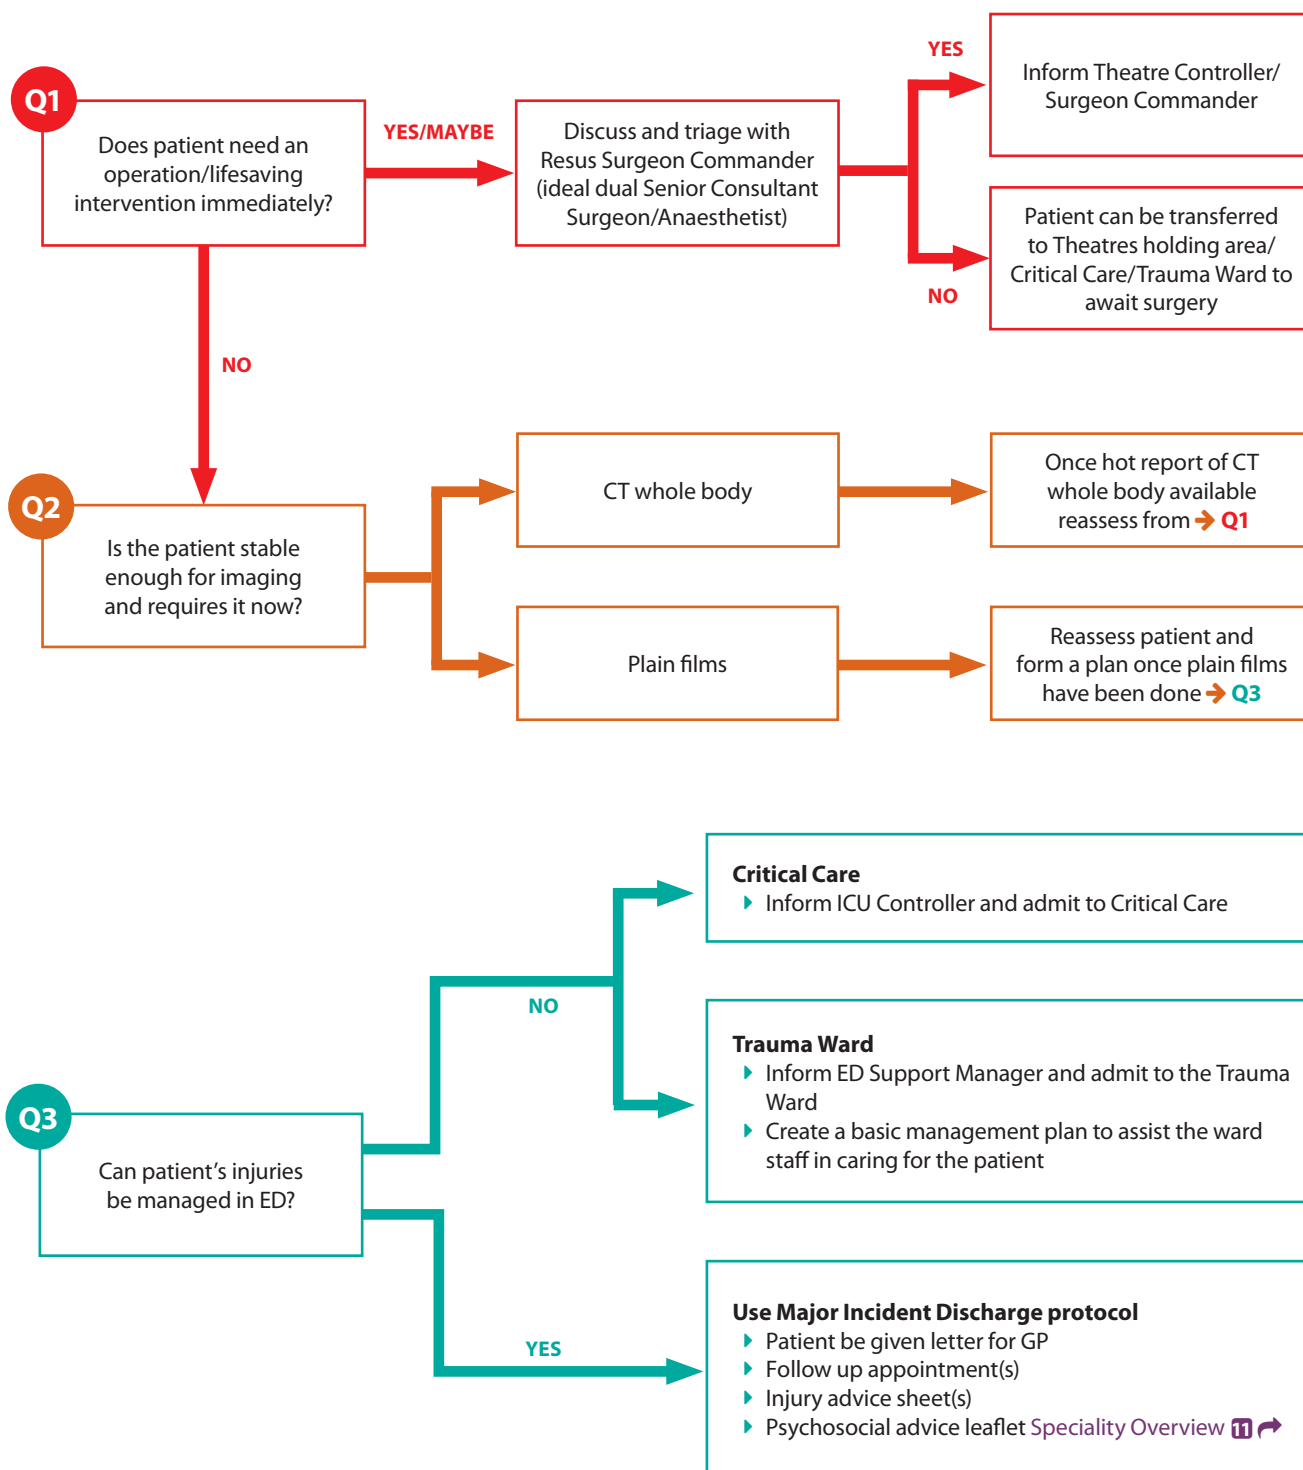 Q1
Does patient need an
operation/lifesaving
intervention immediately?
YES/MAYBE
Discuss and triage with
Resus Surgeon Commander
(ideal dual Senior Consultant
Surgeon/Anaesthetist)
YES
Inform Theatre Controller/
Surgeon Commander
NO
Patient can be transferred
to Theatres holding area/
Critical Care/Trauma Ward to
await surgery
NO
Q2
Is the patient stable
enough for imaging
and requires it now?
CT whole body
Once hot report of CT
whole body available
reassess from ➔ Q1
Plain films
Reassess patient and
form a plan once plain films
have been done ➔ Q3
Q3
Can patient’s injuries
be managed in ED?
NO
Critical Care
Inform ICU Controller and admit to Critical Care
Trauma Ward
Inform ED Support Manager and admit to the Trauma
Ward
Create a basic management plan to assist the ward
staff in caring for the patient
YES
Use Major Incident Discharge protocol
Patient be given letter for GP
Follow up appointment(s)
Injury advice sheet(s)
Psychosocial advice leaflet Speciality Overview 11